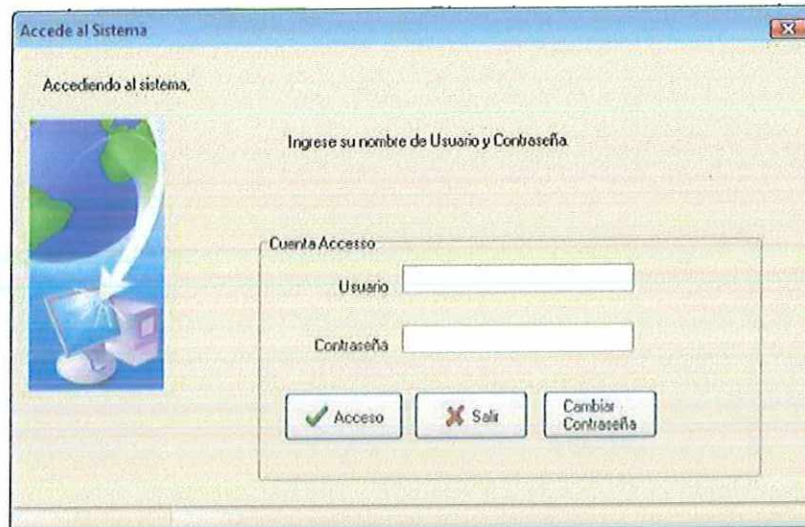 Accede al Sistema
Accediendo al sistema,
Ingrese su nombre de Usuario y Contraseña.
Cuenta Accesso
Usuario
Contraseña
Acceso
Salir
Cambiar
Contraseña